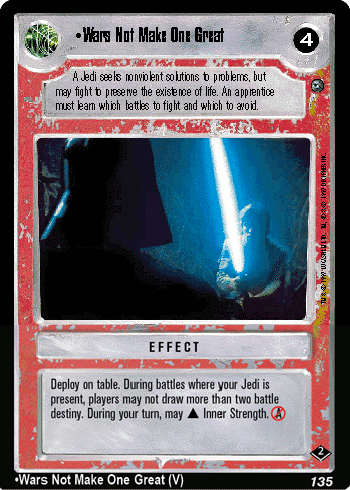 •Wars Not Make One Great
4
A Jedi seeks nonviolent solutions to problems, but
may fight to preserve the existence of life. An apprentice
must learn which battles to fight and which to avoid.
EFFECT
Deploy on table. During battles where your Jedi is
present, players may not draw more than two battle
destiny. During your turn, may ▲ Inner Strength. Ⓐ
2
•Wars Not Make One Great (V)
135